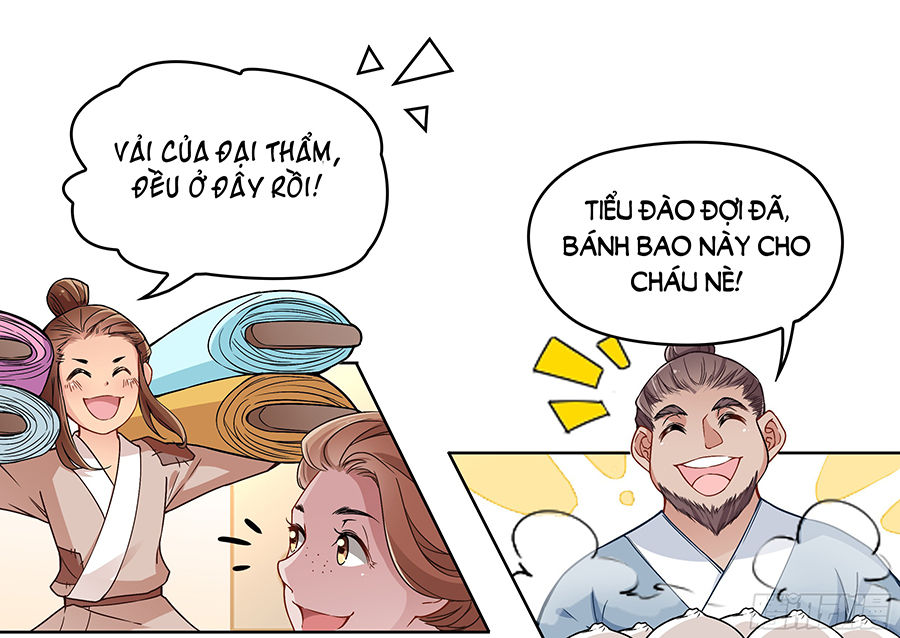 VẢI CỦA ĐẠI THẨM,
ĐỀU Ở ĐÂY RỒI!
TIỂU ĐÀO ĐỢI ĐÃ,
BÁNH BAO NÀY CHO
CHÁU NÈ!